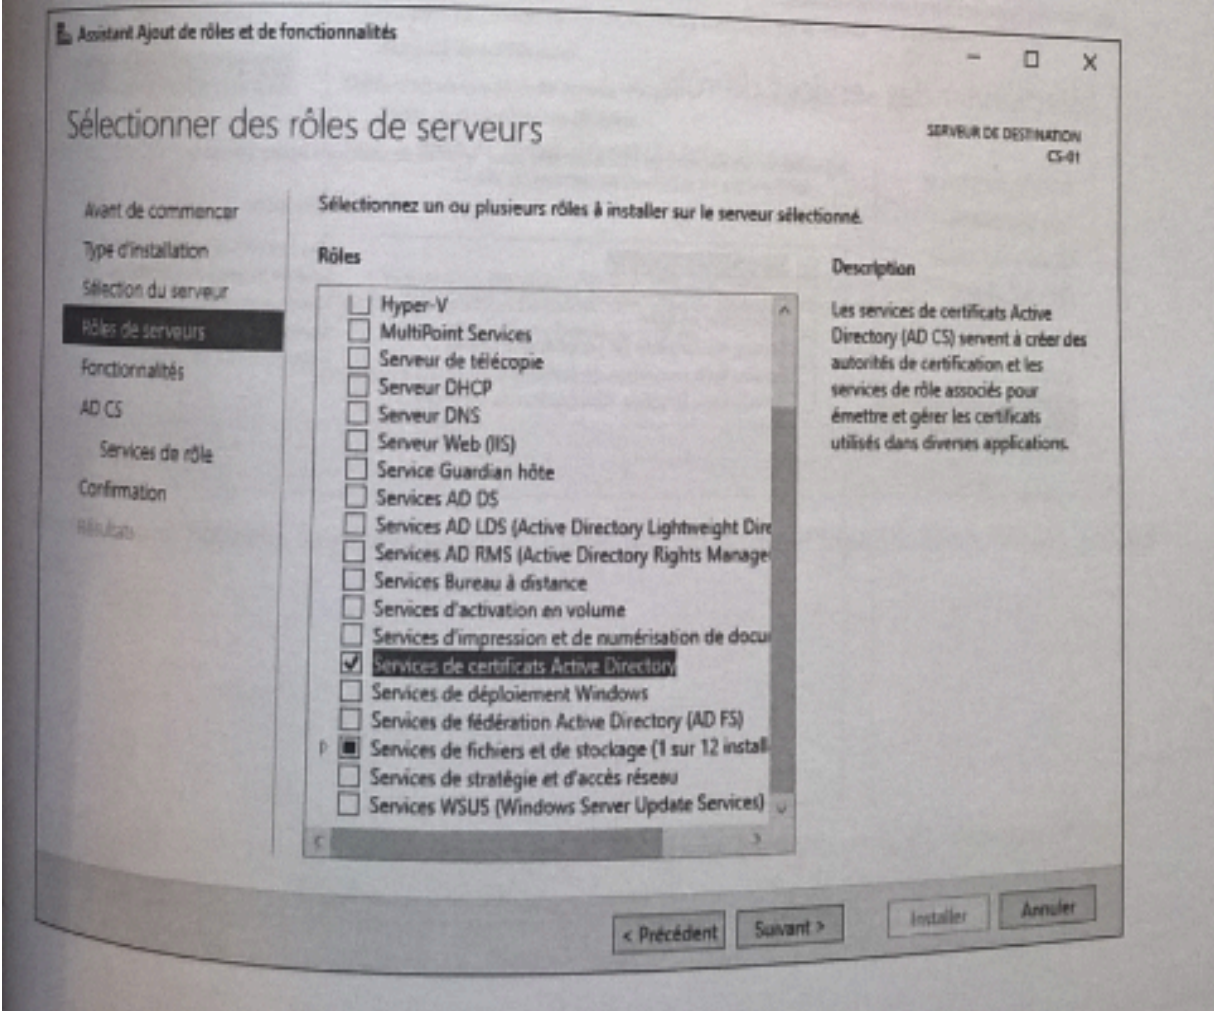 Assistant Ajout de rôles et de fonctionnalités
Sélectionner des rôles de serveurs
SERVEUR DE DESTINATION
CS-01
Avant de commencer
Type d'installation
Sélection du serveur
Rôles de serveurs
Fonctionnalités
AD CS
Services de rôle
Confirmation
Résultats
Sélectionnez un ou plusieurs rôles à installer sur le serveur sélectionné.
Rôles
Hyper-V
MultiPoint Services
Serveur de télécopie
Serveur DHCP
Serveur DNS
Serveur Web (IIS)
Service Guardian hôte
Services AD DS
Services AD LDS (Active Directory Lightweight Dire
Services AD RMS (Active Directory Rights Manage
Services Bureau à distance
Services d'activation en volume
Services d'impression et de numérisation de docu
Services de certificats Active Directory
Services de déploiement Windows
Services de fédération Active Directory (AD FS)
Services de fichiers et de stockage (1 sur 12 install
Services de stratégie et d'accès réseau
Services WSUS (Windows Server Update Services)
Description
Les services de certificats Active
Directory (AD CS) servent à créer des
autorités de certification et les
services de rôle associés pour
émettre et gérer les certificats
utilisés dans diverses applications.
< Précédent
Suivant >
Installer
Annuler